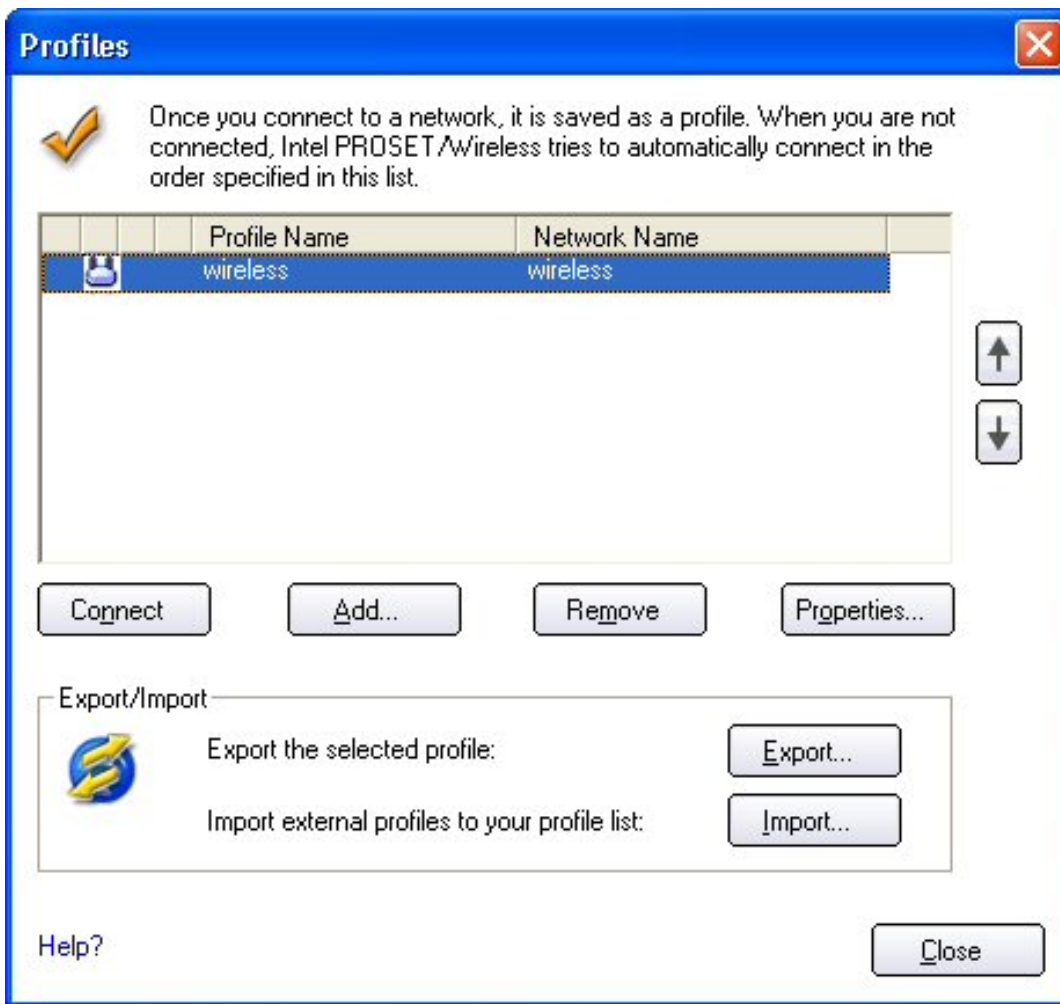 Profiles
Once you connect to a network, it is saved as a profile. When you are not
connected, Intel PROSET/Wireless tries to automatically connect in the
order specified in this list.
Profile Name Network Name
wireless wireless
Connect Add... Remove Properties...
Export/Import
Export the selected profile: Export...
Import external profiles to your profile list: Import...
Help? Close